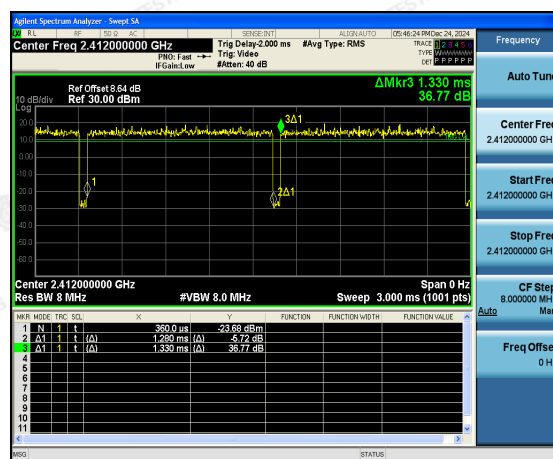 Agilent Spectrum Analyzer - Swept SA
RL RF 50 Ω AC SENSE:INT ALIGNAUTO 05:46:24 PM Dec 24, 2024
Center Freq 2.412000000 GHz
PNO: Fast
IFGain:Low
Trig Delay-2.000 ms
Trig: Video
#Atten: 40 dB
#Avg Type: RMS
TRACE 1 2 3 4 5 6
TYPE
DET P P P P P P
Frequency
Ref Offset 8.64 dB
Ref 30.00 dBm
10 dB/div
Log
ΔMkr3 1.330 ms
36.77 dB
20.0
10.0
0.00
-10.0
-20.0
-30.0
-40.0
-50.0
-60.0
3Δ1
1
2Δ1
Center 2.412000000 GHz
Span 0 Hz
Res BW 8 MHz
#VBW 8.0 MHz
Sweep 3.000 ms (1001 pts)
MKR MODE TRC SCL X Y FUNCTION FUNCTION WIDTH FUNCTION VALUE
1 N 1 t 360.0 us -23.68 dBm
2 Δ1 1 t (Δ) 1.280 ms (Δ) -5.72 dB
3 Δ1 1 t (Δ) 1.330 ms (Δ) 36.77 dB
4
5
6
7
8
9
10
11
MSG STATUS
Auto Tune
Center Freq
2.412000000 GH
Start Freq
2.412000000 GH
Stop Freq
2.412000000 GH
CF Step
8.000000 MH
Auto Ma
Freq Offse
0 H